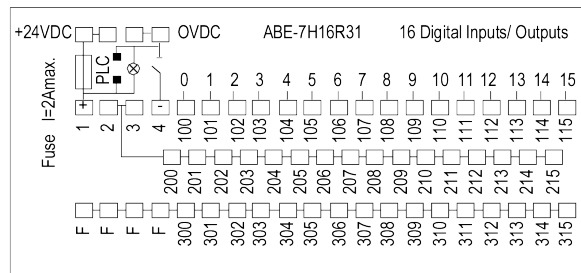 +24VDC OVDC ABE-7H16R31 16 Digital Inputs/ Outputs
Fuse I=2Amax.
PLC
0 1 2 3 4 5 6 7 8 9 10 11 12 13 14 15
+ -
1 2 3 4 100 101 102 103 104 105 106 107 108 109 110 111 112 113 114 115
200 201 202 203 204 205 206 207 208 209 210 211 212 213 214 215
F F F F 300 301 302 303 304 305 306 307 308 309 310 311 312 313 314 315